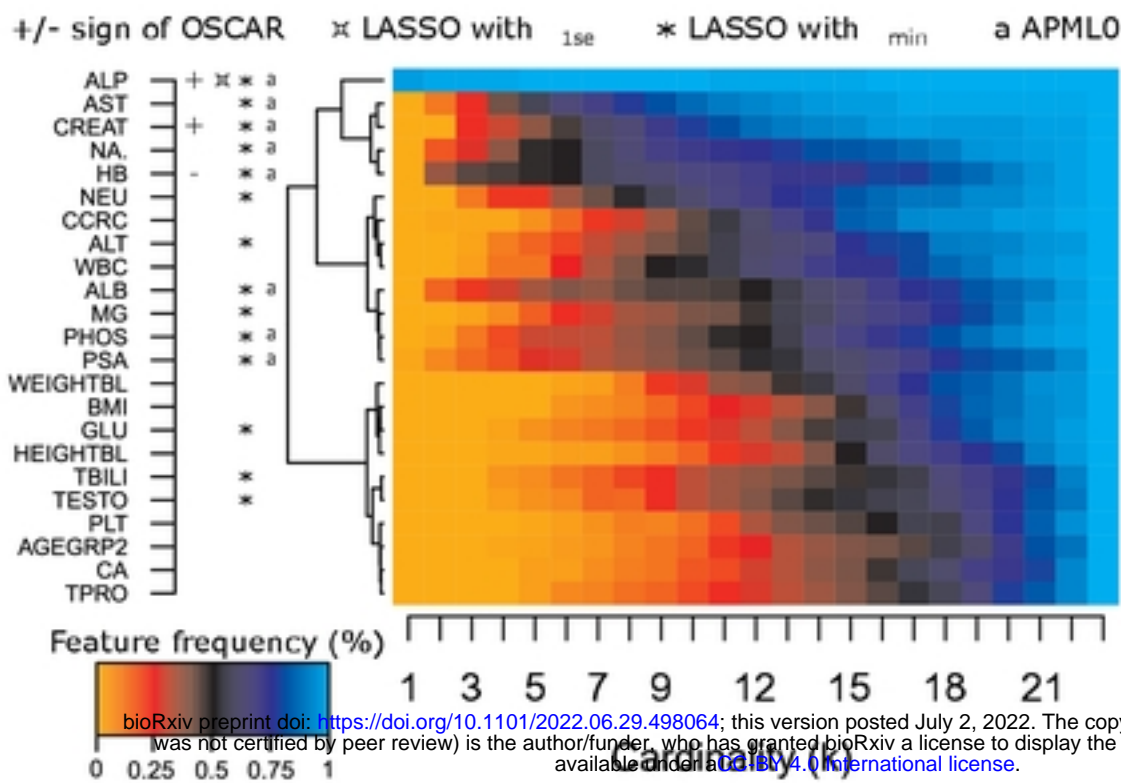 +/- sign of OSCAR ¤ LASSO with 1se * LASSO with min a APML0
ALP + ¤ * a
AST * a
CREAT + * a
NA. * a
HB - * a
NEU *
CCRC
ALT *
WBC
ALB * a
MG *
PHOS * a
PSA * a
WEIGHTBL
BMI
GLU *
HEIGHTBL
TBILI *
TESTO *
PLT
AGEGRP2
CA
TPRO
Feature frequency (%)
1 3 5 7 9 12 15 18 21
bioRxiv preprint doi: https://doi.org/10.1101/2022.06.29.498064; this version posted July 2, 2022. The copy
was not certified by peer review) is the author/funder, who has granted bioRxiv a license to display the
Cardinality (k)
available under aCC-BY 4.0 International license.
0 0.25 0.5 0.75 1